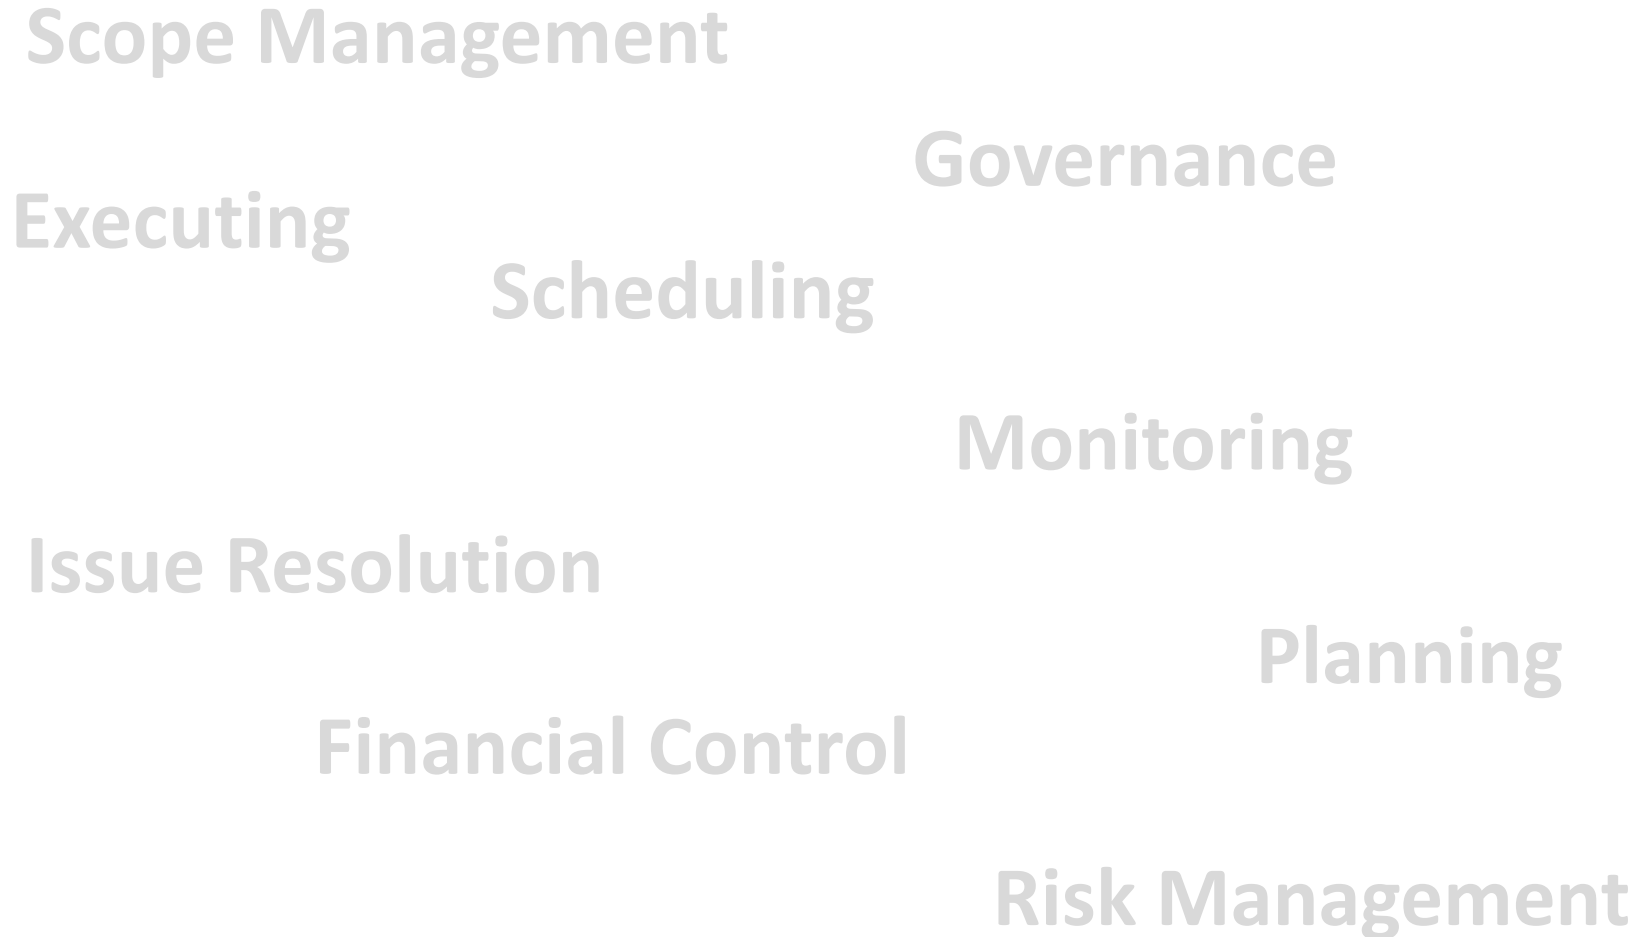 Scope Management
Governance
Executing
Scheduling
Monitoring
Issue Resolution
Planning
Financial Control
Risk Management